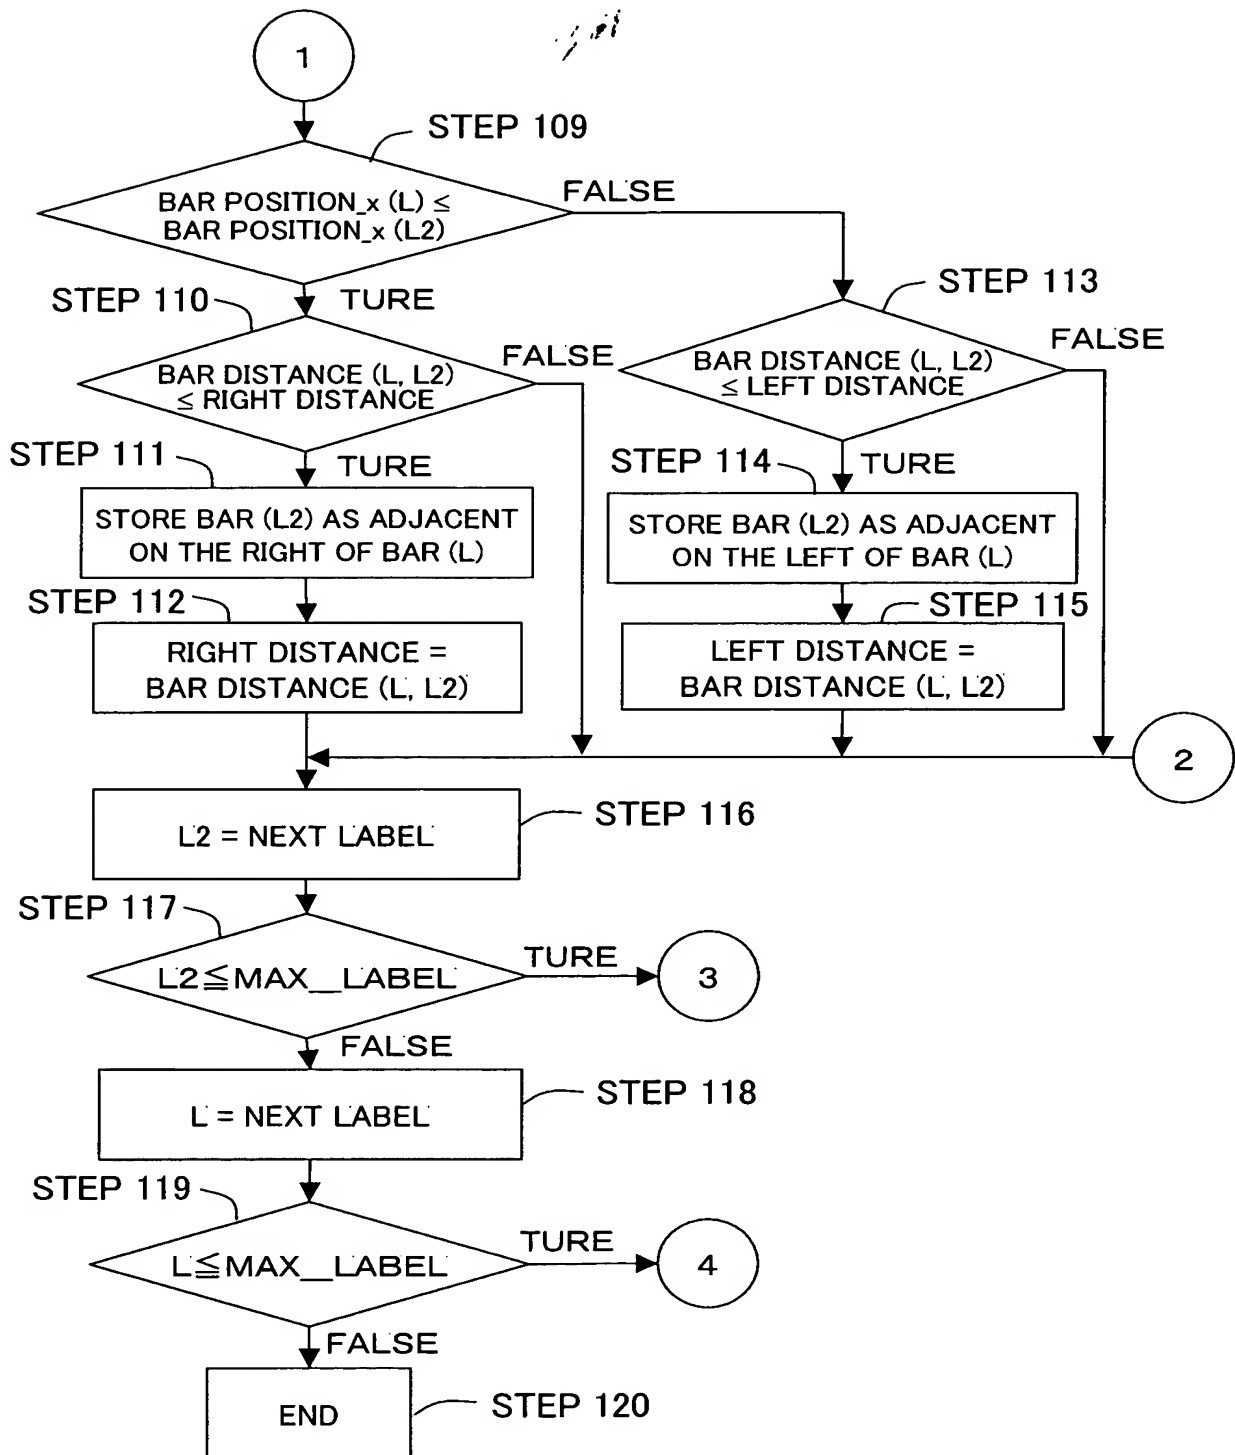 1
STEP 109
BAR POSITION_x (L) ≤
BAR POSITION_x (L2)
FALSE
STEP 110
TURE
STEP 113
BAR DISTANCE (L, L2)
≤ RIGHT DISTANCE
FALSE
BAR DISTANCE (L, L2)
≤ LEFT DISTANCE
FALSE
STEP 111
TURE
STEP 114
TURE
STORE BAR (L2) AS ADJACENT
ON THE RIGHT OF BAR (L)
STORE BAR (L2) AS ADJACENT
ON THE LEFT OF BAR (L)
STEP 112
STEP 115
RIGHT DISTANCE =
BAR DISTANCE (L, L2)
LEFT DISTANCE =
BAR DISTANCE (L, L2)
2
L2 = NEXT LABEL
STEP 116
STEP 117
L2≦MAX_LABEL
TURE
3
FALSE
L = NEXT LABEL
STEP 118
STEP 119
L≦MAX_LABEL
TURE
4
FALSE
END
STEP 120